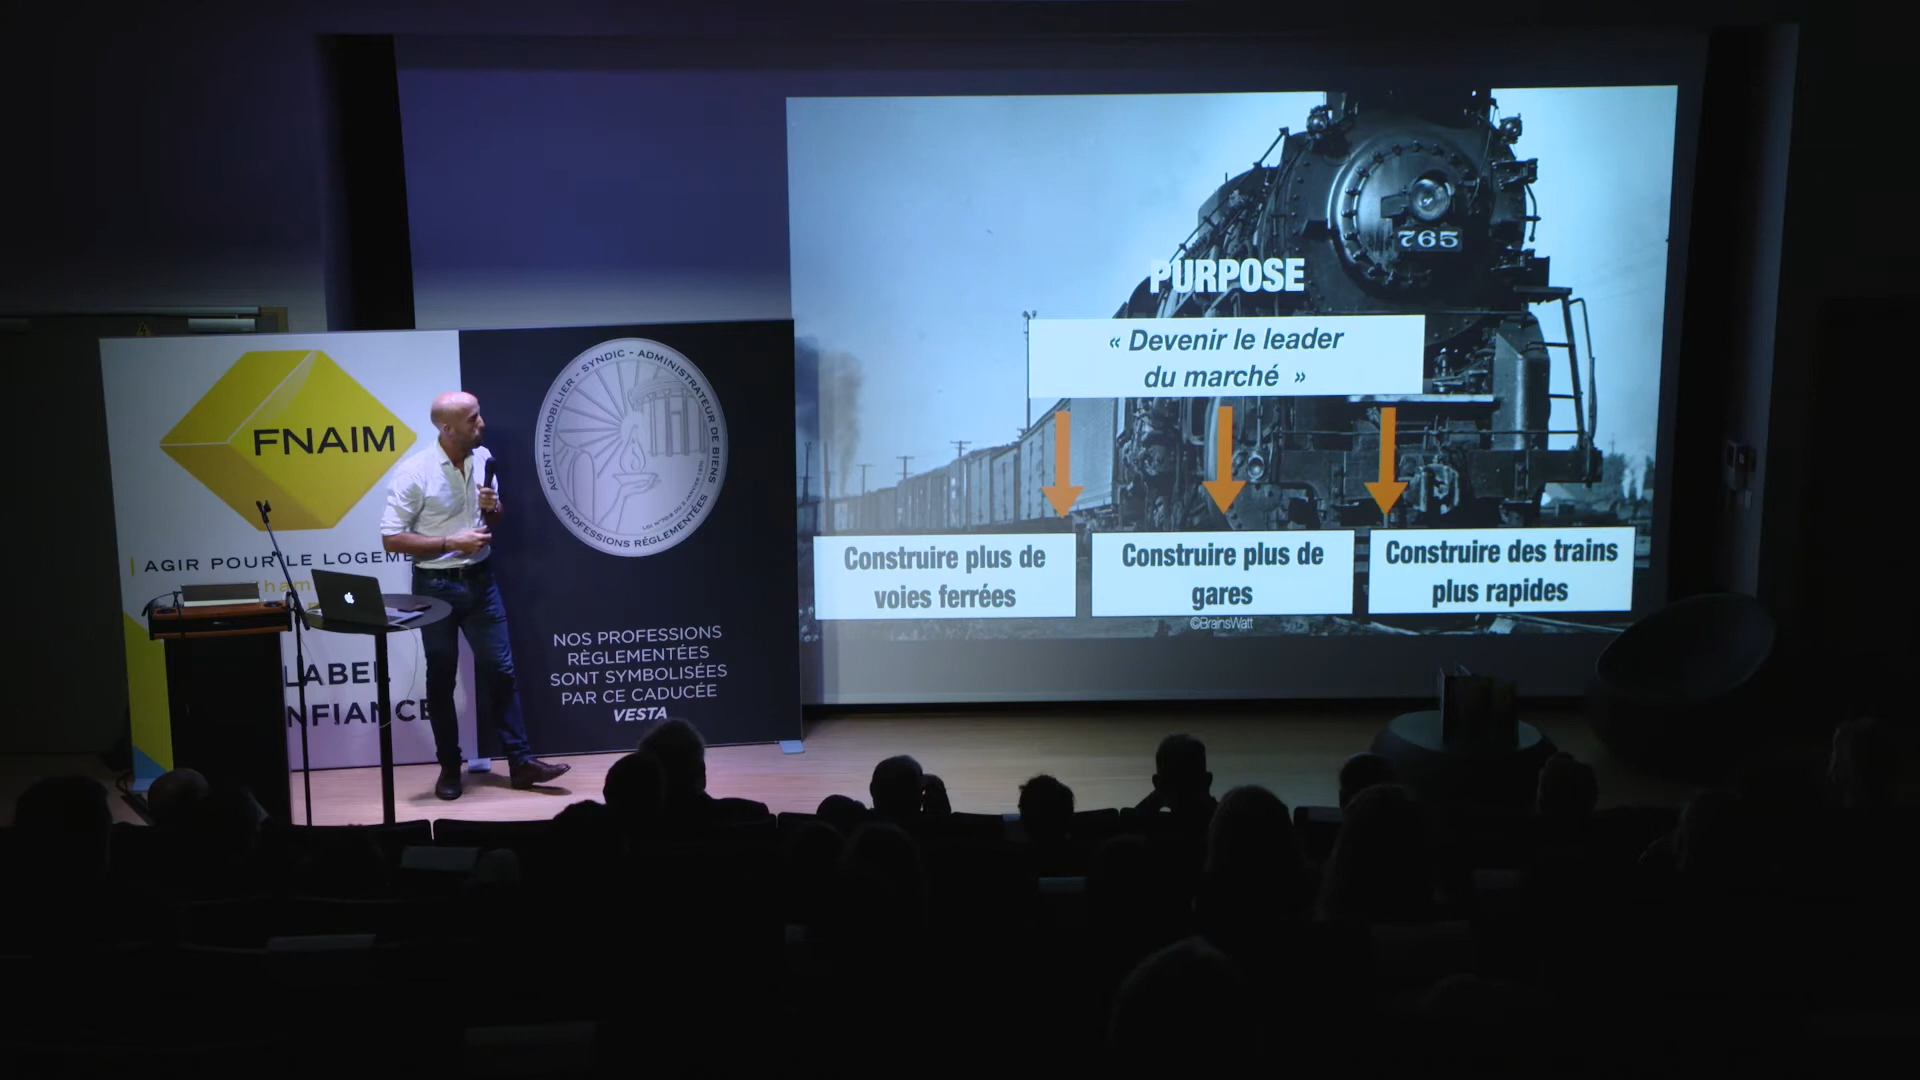 FNAIM
AGIR POUR LE LOGEME
LABEL
NFIANCE
AGENT IMMOBILIER - SYNDIC - ADMINISTRATEUR DE BIENS
PROFESSIONS RÉGLEMENTÉES
NOS PROFESSIONS
RÈGLEMENTÉES
SONT SYMBOLISÉES
PAR CE CADUCÉE
VESTA
765
PURPOSE
« Devenir le leader
du marché »
Construire plus de
voies ferrées
Construire plus de
gares
Construire des trains
plus rapides
©BrainsWatt